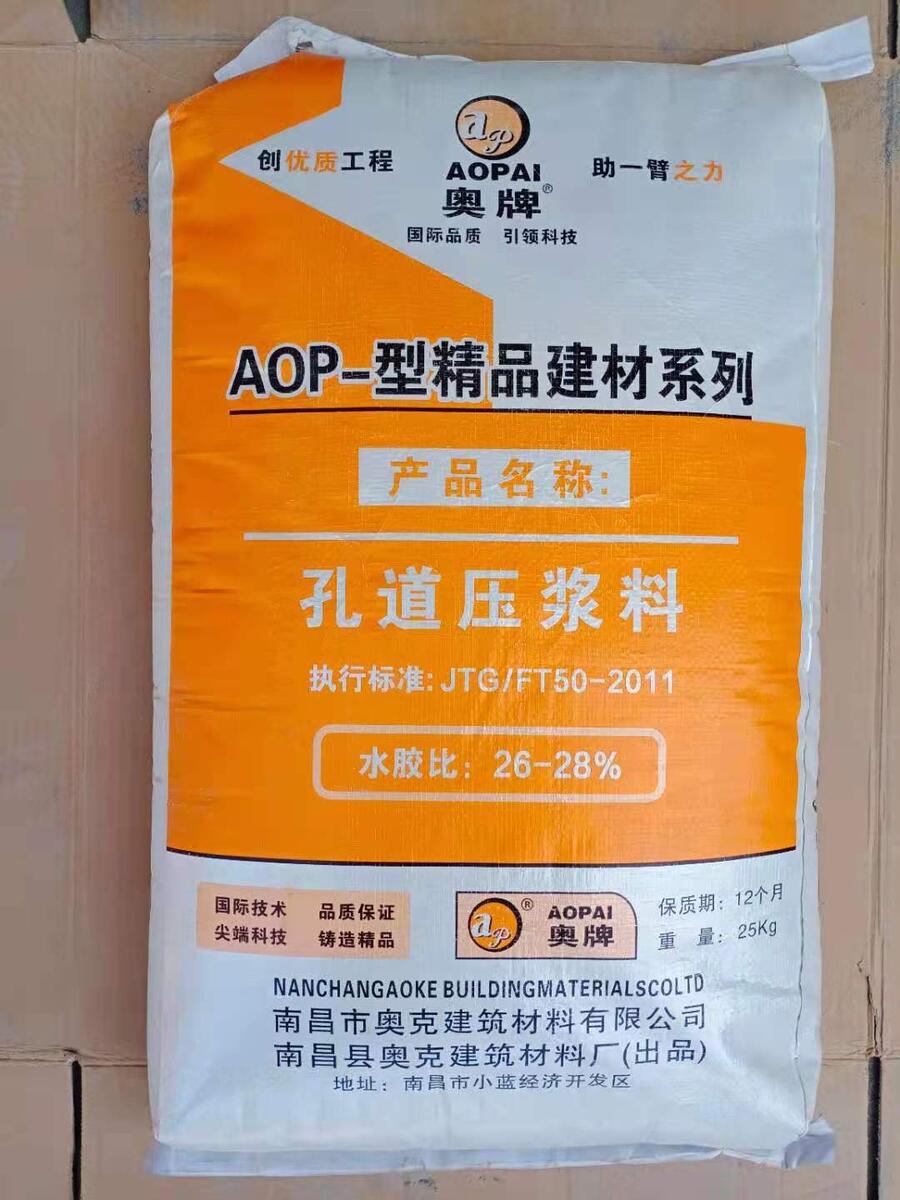 创优质工程
ap
AOPAI
奥牌®
助一臂之力
国际品质 引领科技
AOP-型精品建材系列
产品名称:
孔道压浆料
执行标准: JTG/FT50-2011
水胶比: 26-28%
国际技术 品质保证
尖端科技 铸造精品
ap®
AOPAI
奥牌
保质期: 12个月
重 量: 25Kg
NANCHANGAOKE BUILDINGMATERIALSCOLTD
南昌市奥克建筑材料有限公司
南昌县奥克建筑材料厂(出品)
地址: 南昌市小蓝经济开发区